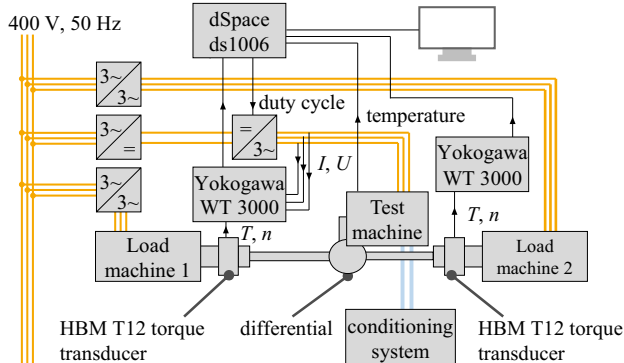 400 V, 50 Hz
dSpace
ds1006
3~
3~
duty cycle
temperature
3~
=
=
3~
I, U
Yokogawa
WT 3000
Yokogawa
WT 3000
3~
3~
Test
machine
T, n
T, n
Load
machine 1
Load
machine 2
HBM T12 torque
transducer
differential
conditioning
system
HBM T12 torque
transducer